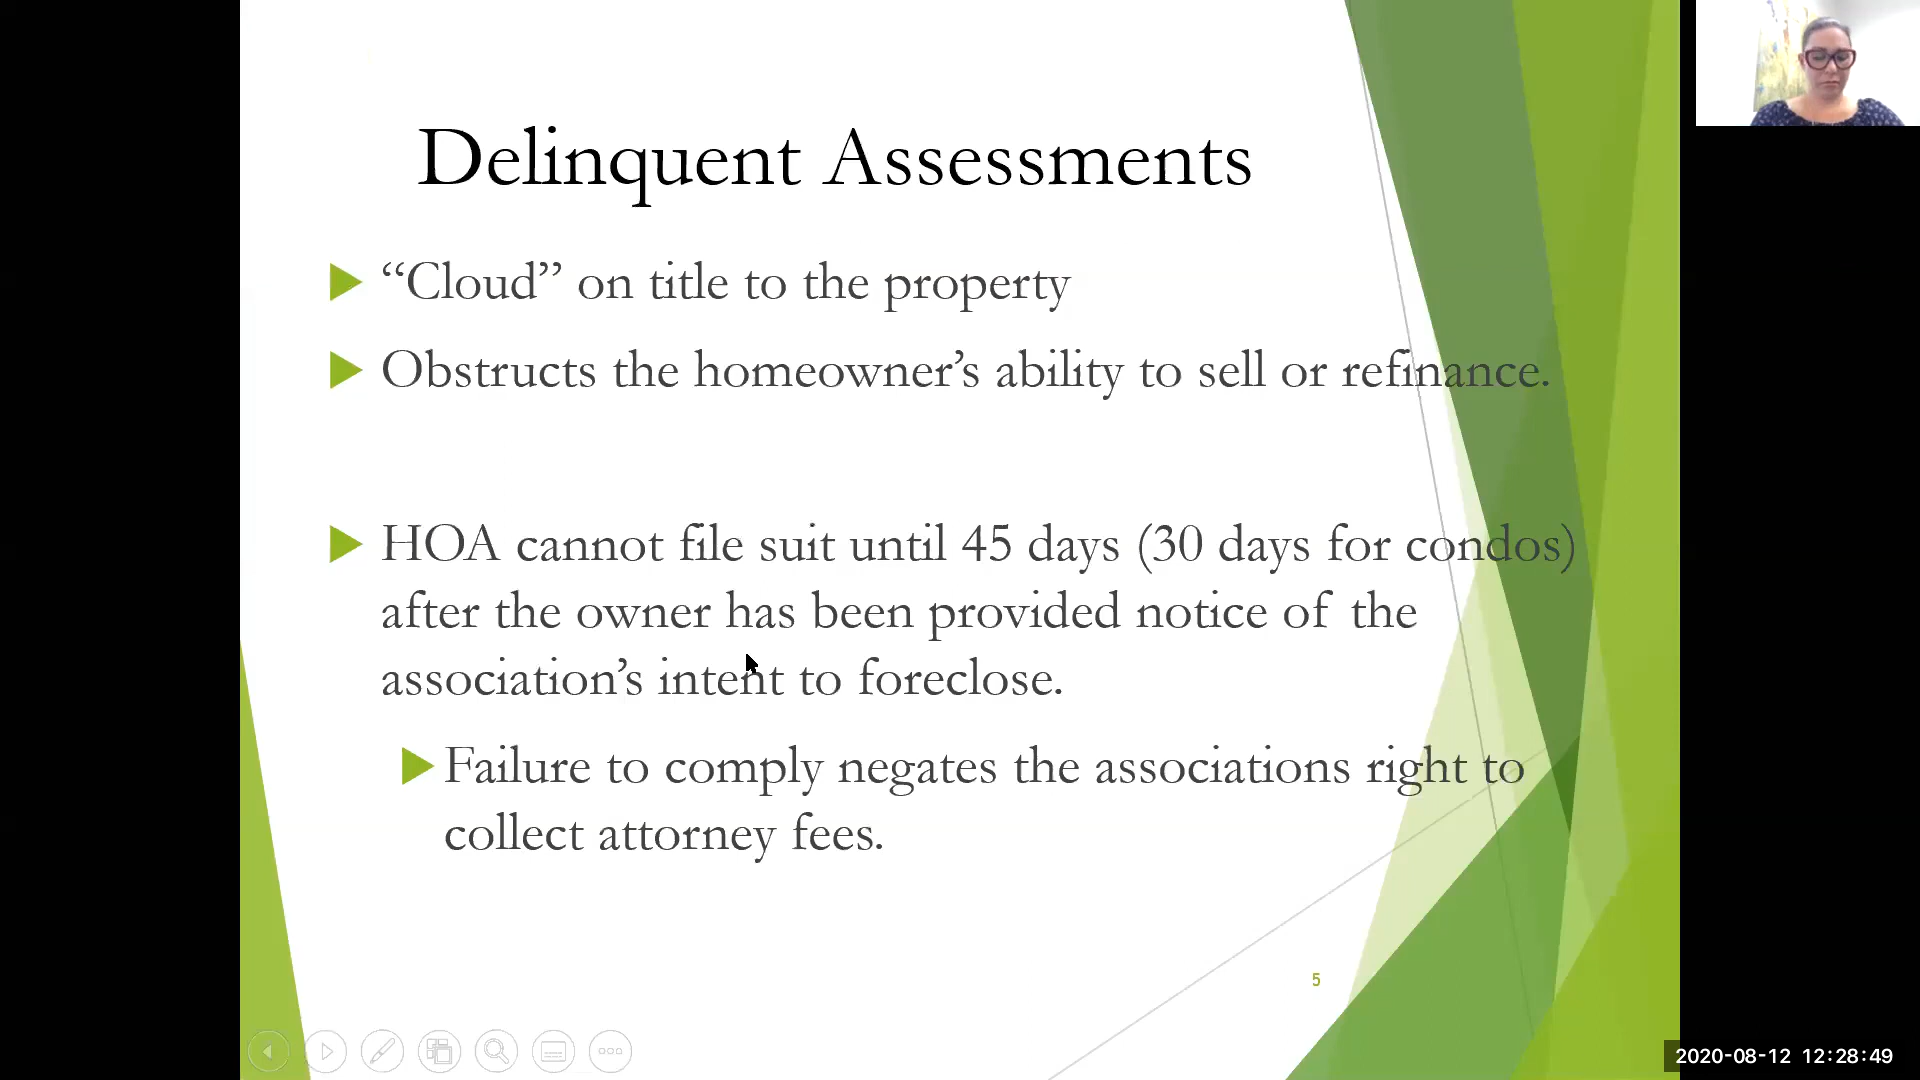 Delinquent Assessments
“Cloud” on title to the property
Obstructs the homeowner’s ability to sell or refinance.
HOA cannot file suit until 45 days (30 days for condos)
after the owner has been provided notice of the
association’s intent to foreclose.
Failure to comply negates the associations right to
collect attorney fees.
5
2020-08-12 12:28:49